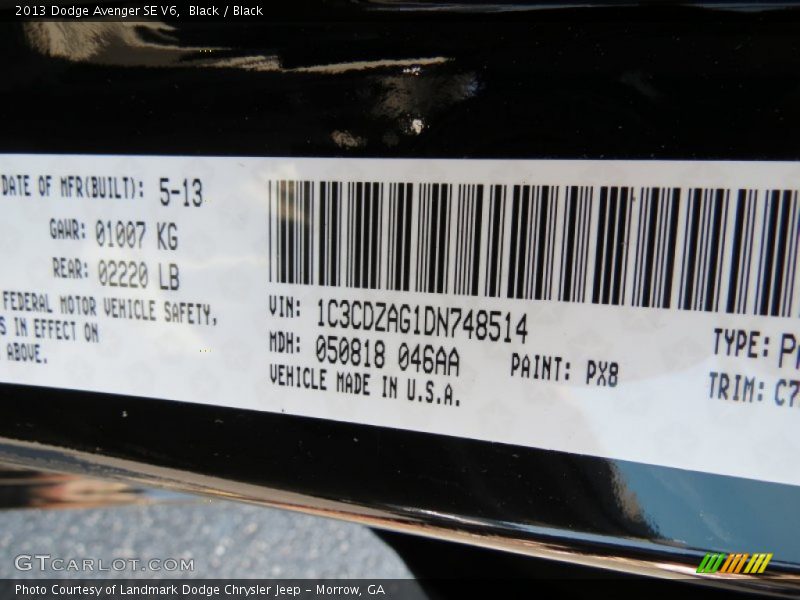 2013 Dodge Avenger SE V6, Black / Black
DATE OF MFR(BUILT): 5-13
GAWR: 01007 KG
REAR: 02220 LB
FEDERAL MOTOR VEHICLE SAFETY,
IN EFFECT ON
ABOVE.
VIN: 1C3CDZAG1DN748514
MDH: 050818 046AA
VEHICLE MADE IN U.S.A.
PAINT: PX8
TYPE:
TRIM: C7
GTCARLOT.COM
Photo Courtesy of Landmark Dodge Chrysler Jeep - Morrow, GA